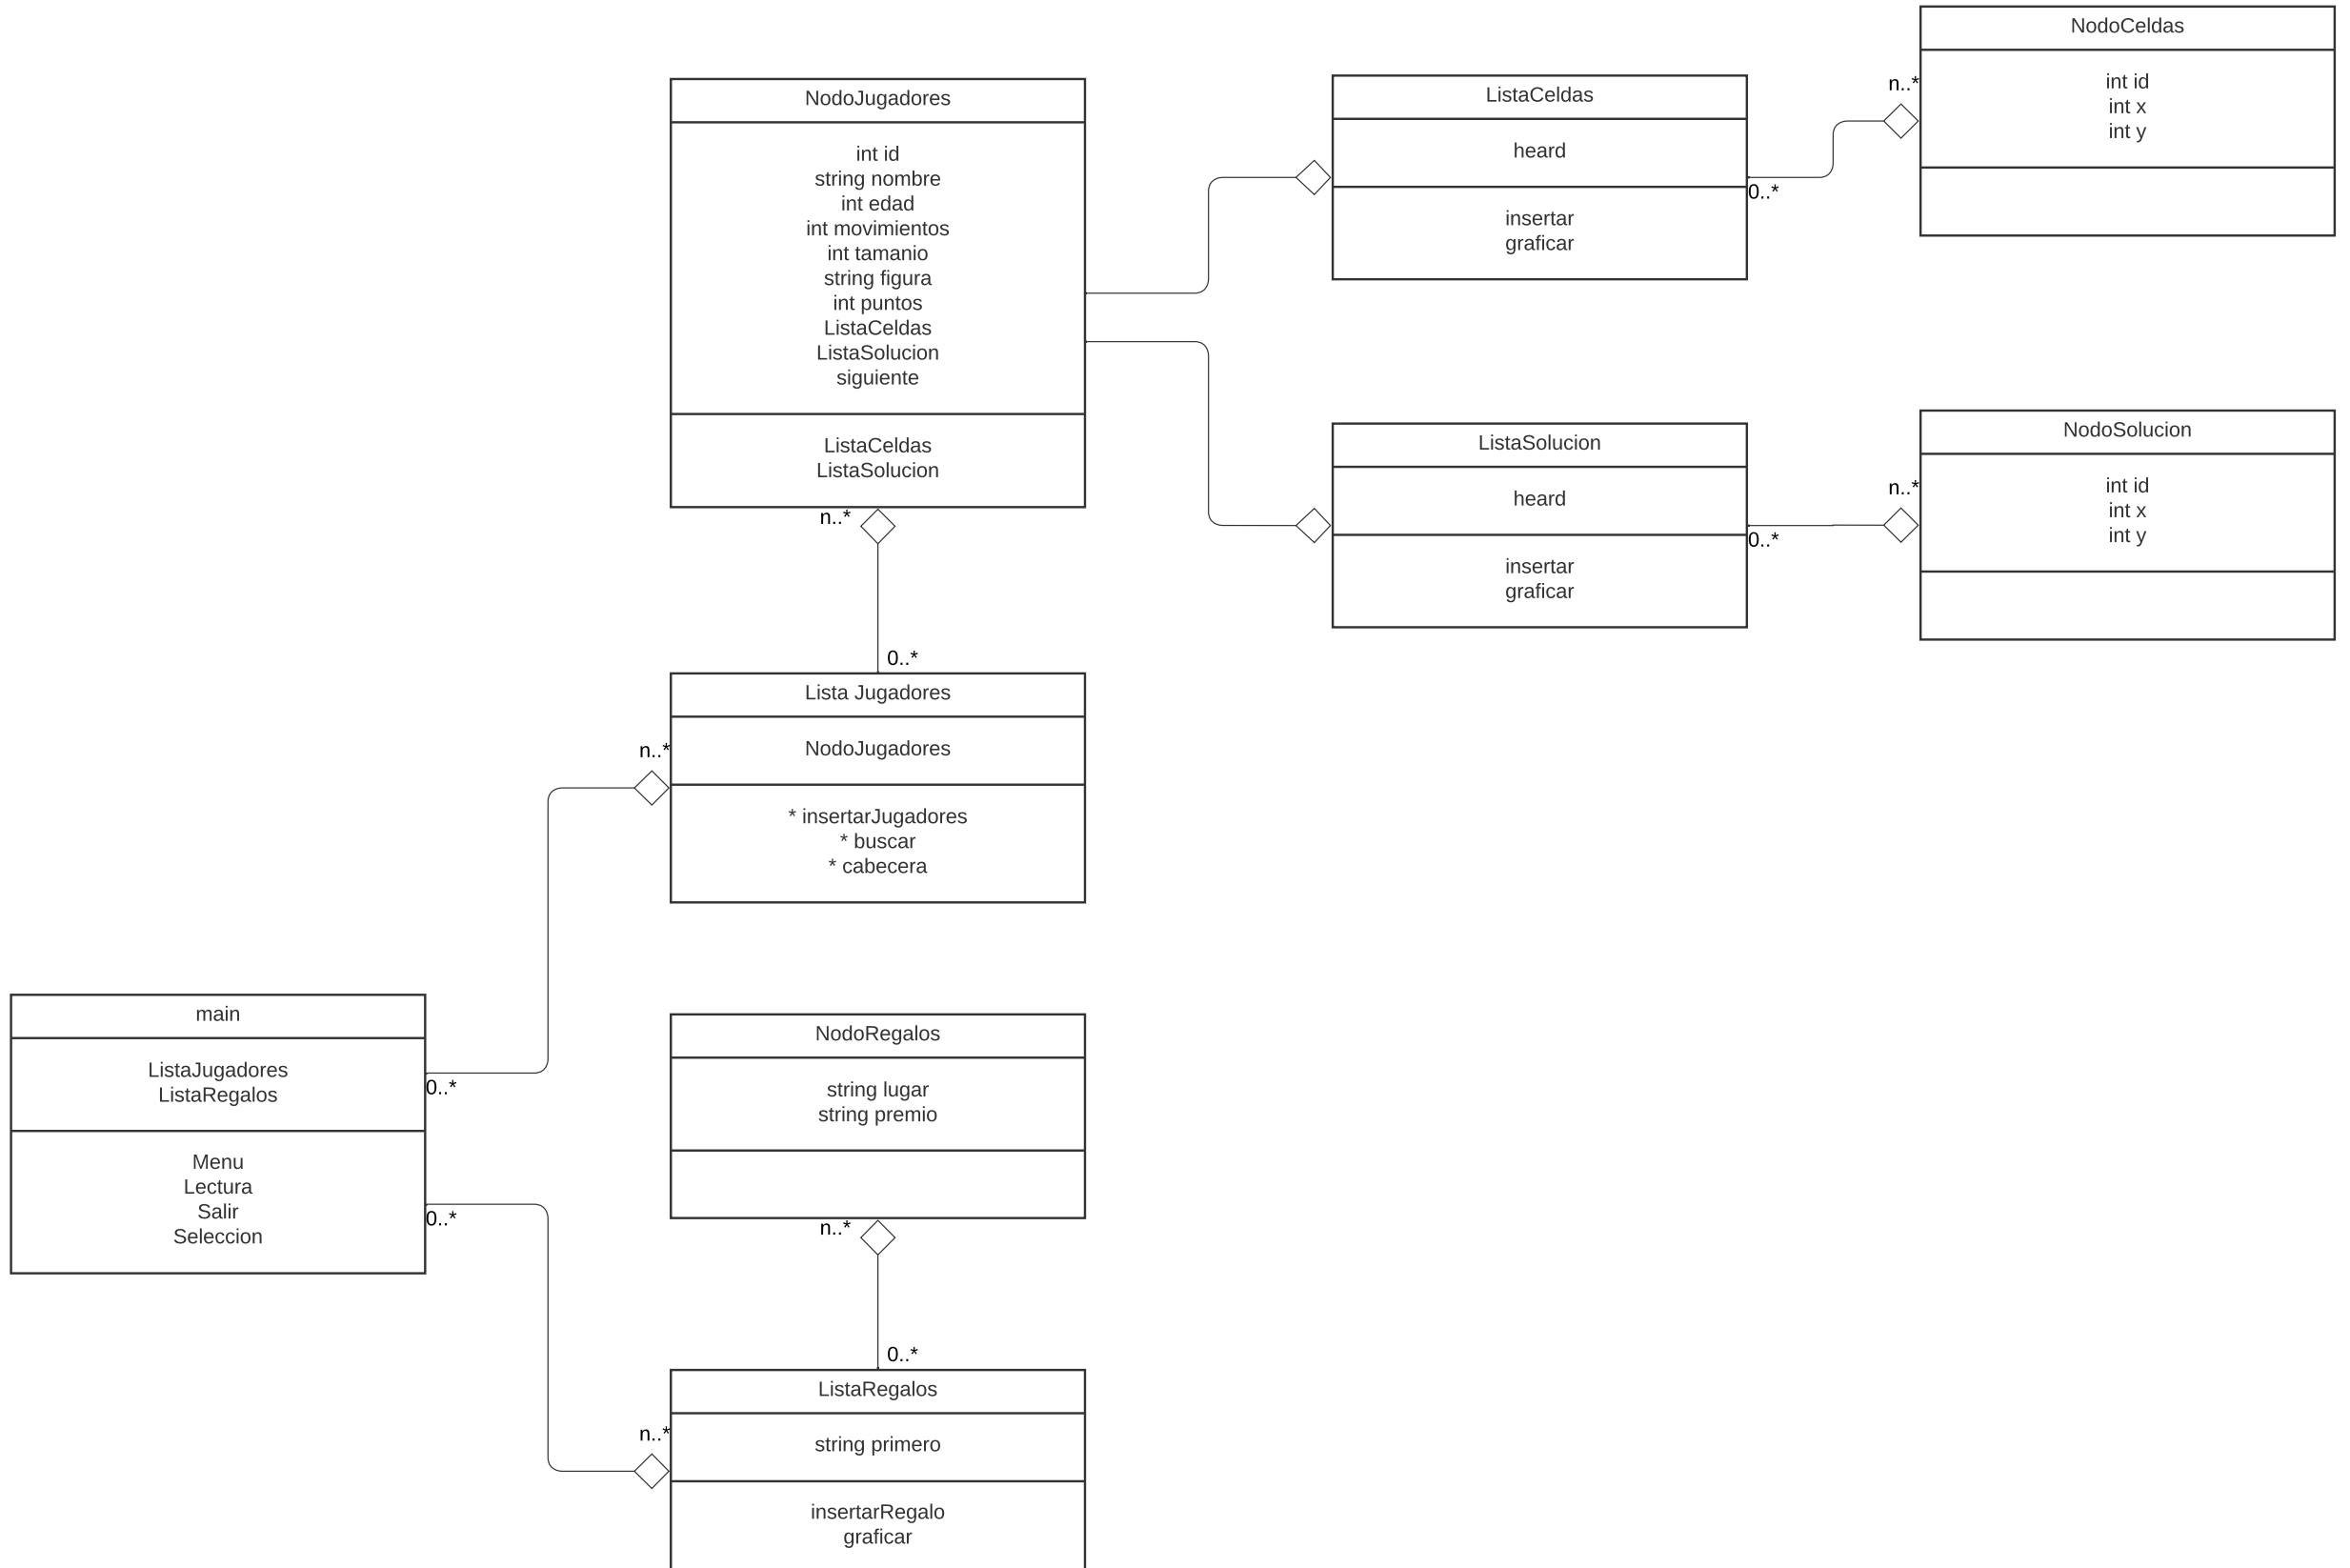 NodoCeldas
int id
int x
int y
n..*
NodoJugadores
int id
string nombre
int edad
int movimientos
int tamanio
string figura
int puntos
ListaCeldas
ListaSolucion
siguiente
ListaCeldas
ListaSolucion
n..*
0..*
ListaCeldas
heard
insertar
graficar
0..*
ListaSolucion
heard
insertar
graficar
0..*
NodoSolucion
int id
int x
int y
n..*
Lista Jugadores
NodoJugadores
* insertarJugadores
* buscar
* cabecera
n..*
main
ListaJugadores
ListaRegalos
Menu
Lectura
Salir
Seleccion
0..*
0..*
NodoRegalos
string lugar
string premio
n..*
0..*
ListaRegalos
string primero
insertarRegalo
graficar
n..*